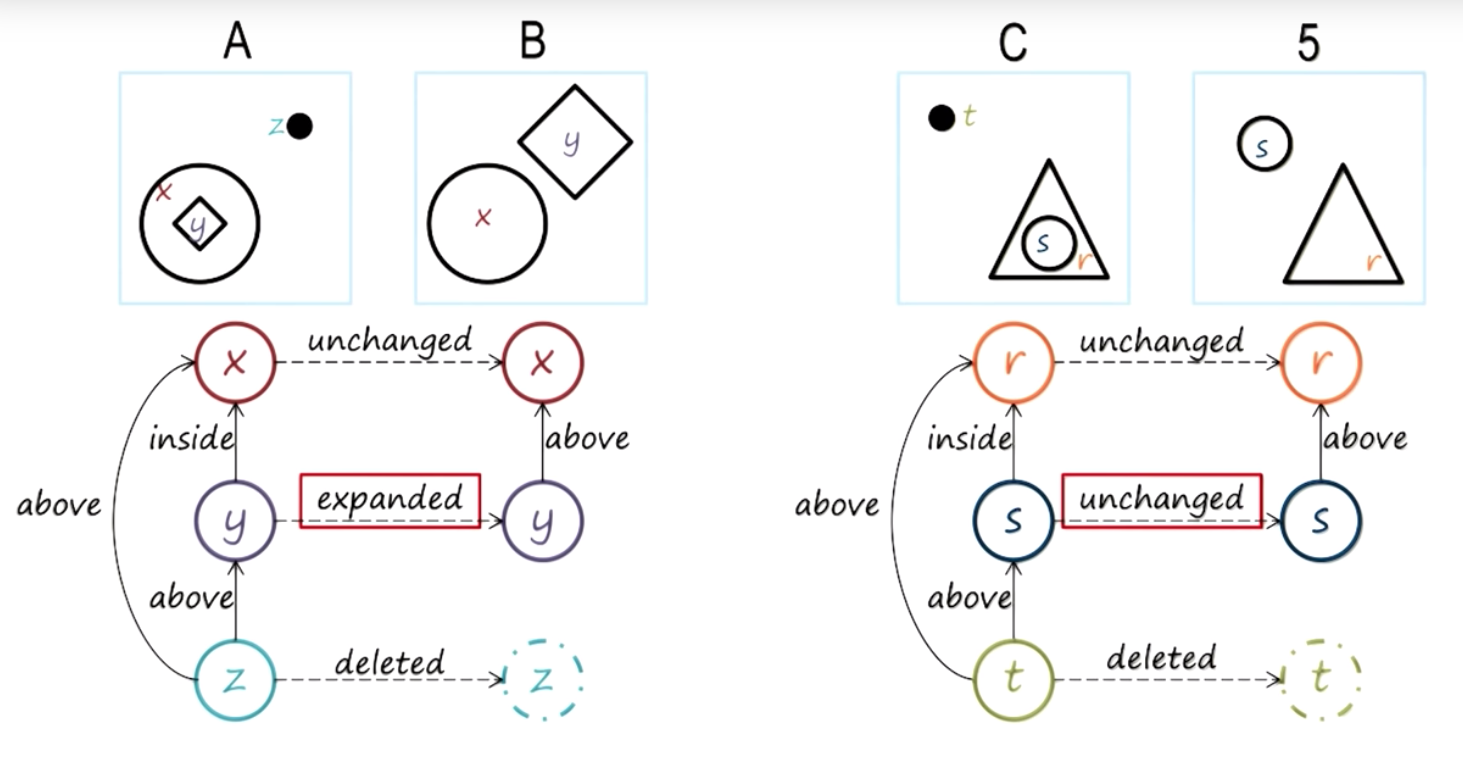 A B C 5
z t
y s
x
y x s r r
unchanged unchanged
x x r r
inside above inside above
above expanded above unchanged
y y s s
above above
deleted deleted
z z t t